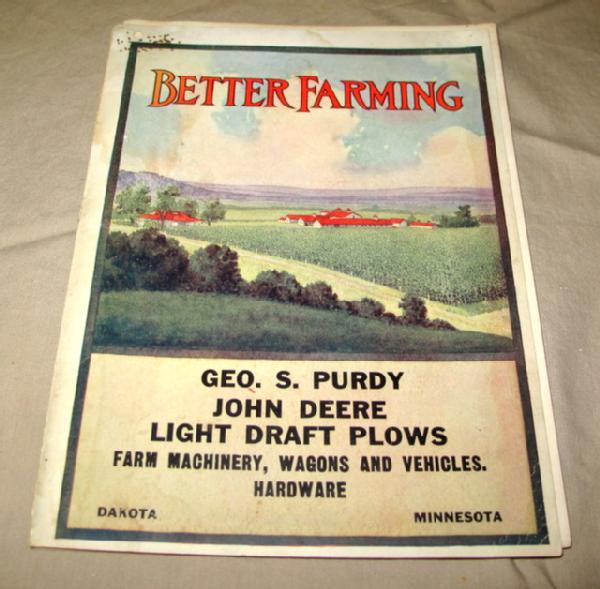 BETTER FARMING
GEO. S. PURDY
JOHN DEERE
LIGHT DRAFT PLOWS
FARM MACHINERY, WAGONS AND VEHICLES.
HARDWARE
DAKOTA MINNESOTA